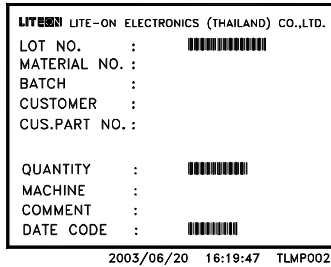 LITEON LITE-ON ELECTRONICS (THAILAND) CO.,LTD.
LOT NO. :
MATERIAL NO. :
BATCH :
CUSTOMER :
CUS.PART NO. :
QUANTITY :
MACHINE :
COMMENT :
DATE CODE :
2003/06/20 16:19:47 TLMP002